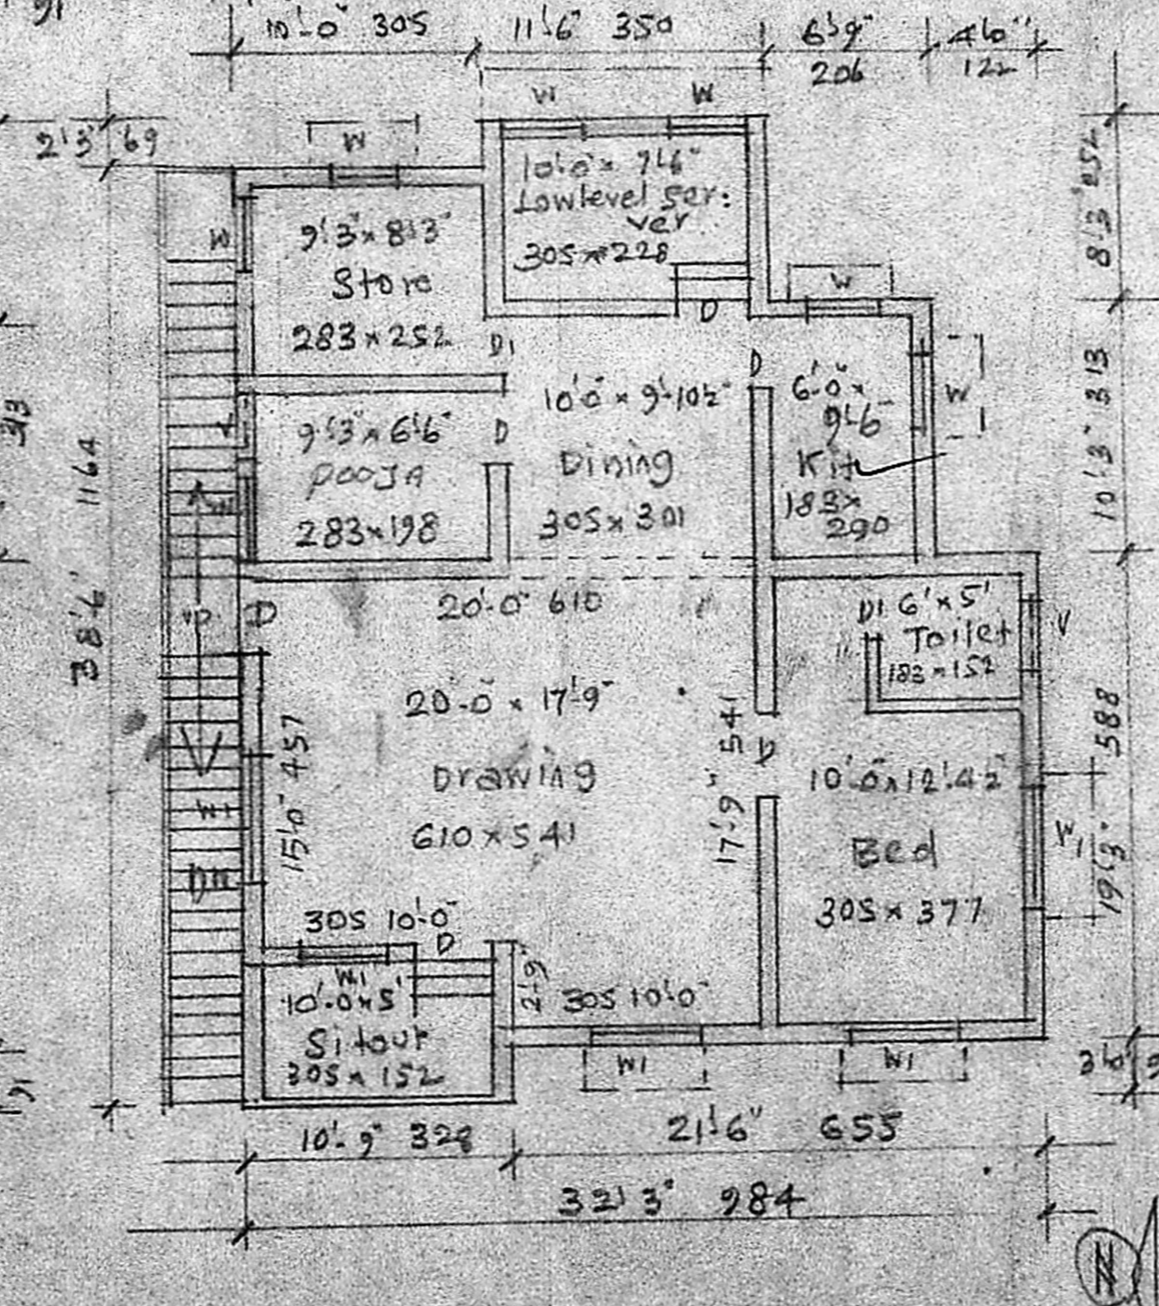 10'-0" 305
11'-6" 350
6'9"
206
4'6"
122
2'3" 69
W
W
W
10'-0" x 7'-6"
Lowlevel Ser:
ver.
305 x 228
8'3" 252
W
9'3" x 8'3"
Store
283 x 252
D1
D
W
D
10'-0" x 9'-10½"
Dining
305 x 301
6'-0" x
9'-6"
Kit
183 x
290
W
10'-3" 313
9'3" x 6'6"
POOJA
283 x 198
D
V
38'6" 1164
UP
D
20'-0" 610
D1
6' x 5'
Toilet
183 x 152
V
20'-0" x 17'-9"
Drawing
610 x 541
15'-0" 457
17'-9" 541
D
10'-0" x 12'-4½"
Bed
305 x 377
W1
19'3" 588
305 10'-0"
D
W1
10'-0" x 5'
Sitout
305 x 152
2'-9"
305 10'-0"
W1
W1
10'-9" 328
21'-6" 655
32'3" 984